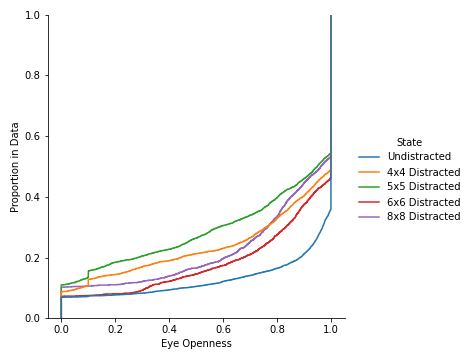 1.0
0.8
0.6
0.4
0.2
0.0
Proportion in Data
0.0 0.2 0.4 0.6 0.8 1.0
Eye Openness
State
Undistracted
4x4 Distracted
5x5 Distracted
6x6 Distracted
8x8 Distracted